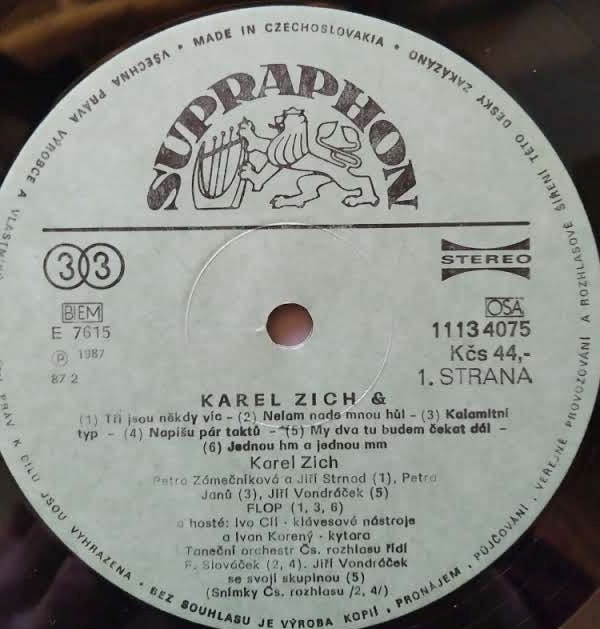 MADE IN CZECHOSLOVAKIA • VŠECHNA PRÁVA VÝROBCE A
PRÁV K DÍLU JSOU VYHRAZENA • BEZ SOUHLASU JE VÝROBA KOPIÍ • PRONÁJEM • PŮJČOVÁNÍ • VEREJNÉ PROVOZOVÁNÍ A ROZHLASOVÉ ŠÍŘENÍ TÉTO DESKY ZAKÁZÁNO •
SUPRAPHON
33
STEREO
BIEM
OSA
E 7615
1113 4075
Ⓟ 1987
Kčs 44,-
87 2
1. STRANA
KAREL ZICH &
(1) Tři jsou někdy víc – (2) Nelam nade mnou hůl – (3) Kalamitní
typ – (4) Napíšu pár taktů – (5) My dva tu budem čekat dál –
(6) Jednou hm a jednou mm
Karel Zich
Petra Zámečníková a Jiří Strnad (1), Petra
Janů (3), Jiří Vondráček (5)
FLOP (1, 3, 6)
a hosté: Ivo Cíl · klávesové nástroje
a Ivan Korený · kytara
Taneční orchestr Čs. rozhlasu řídí
F. Slováček (2, 4). Jiří Vondráček
se svojí skupinou (5)
(Snímky Čs. rozhlasu /2, 4/)